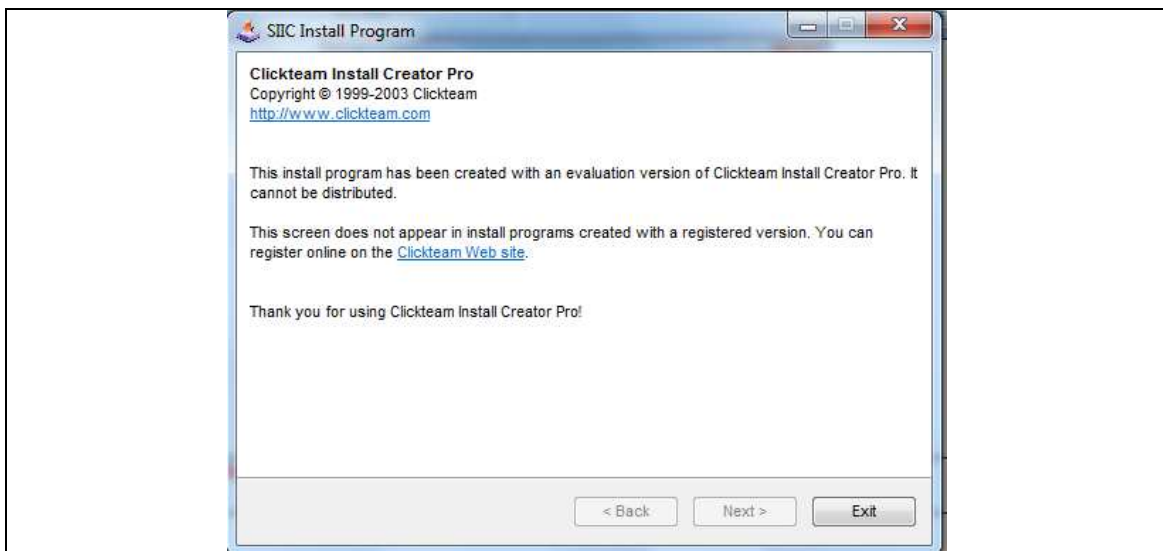 SIIC Install Program
Clickteam Install Creator Pro
Copyright © 1999-2003 Clickteam
http://www.clickteam.com
This install program has been created with an evaluation version of Clickteam Install Creator Pro. It
cannot be distributed.
This screen does not appear in install programs created with a registered version. You can
register online on the Clickteam Web site.
Thank you for using Clickteam Install Creator Pro!
< Back
Next >
Exit